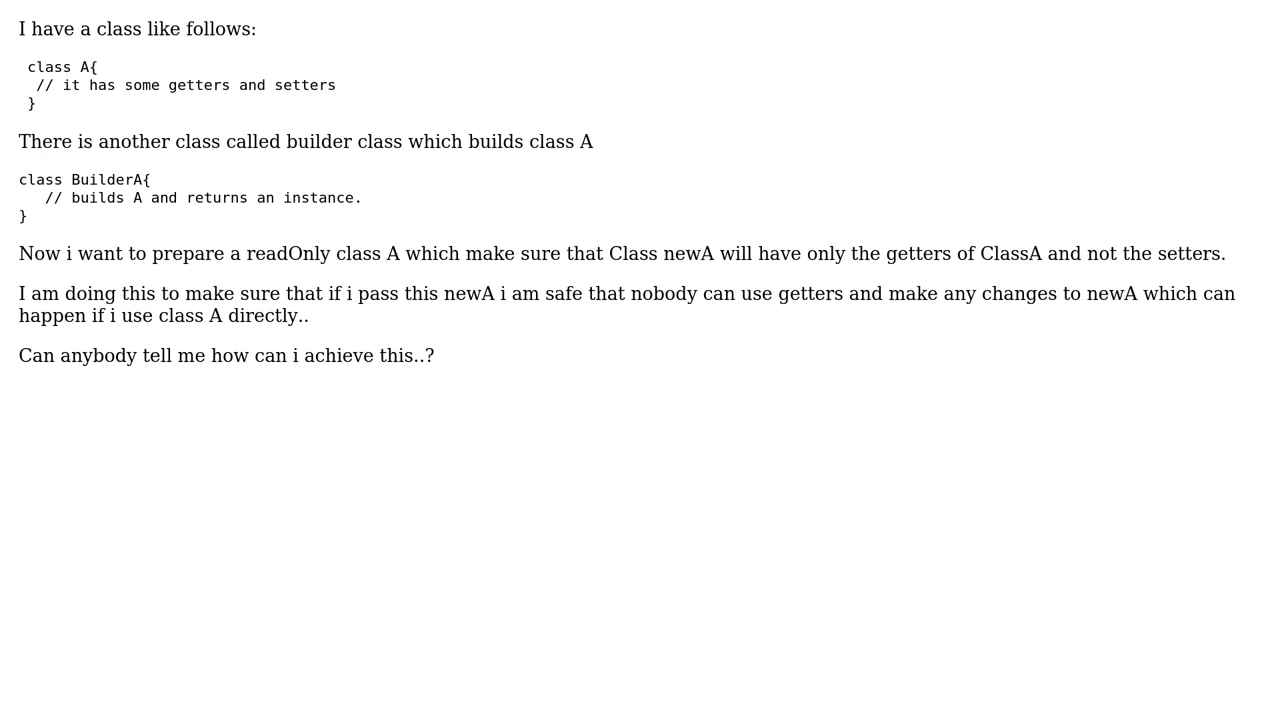 I have a class like follows:
class A{
// it has some getters and setters
}
There is another class called builder class which builds class A
class BuilderA{
// builds A and returns an instance.
}
Now i want to prepare a readOnly class A which make sure that Class newA will have only the getters of ClassA and not the setters.
I am doing this to make sure that if i pass this newA i am safe that nobody can use getters and make any changes to newA which can
happen if i use class A directly..
Can anybody tell me how can i achieve this..?